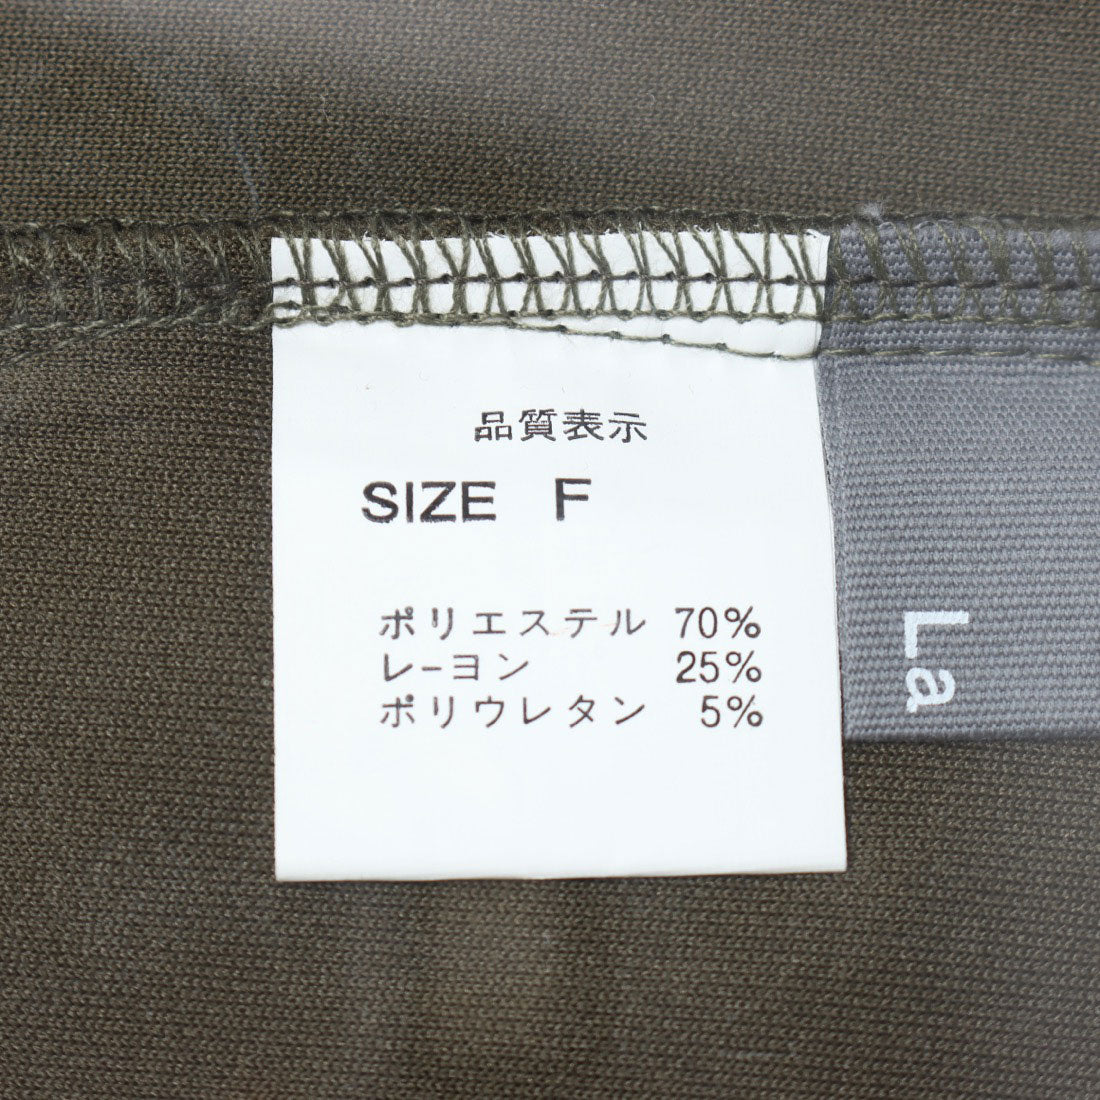 品質表示
SIZE F
ポリエステル 70%
レーヨン 25%
ポリウレタン 5%
La